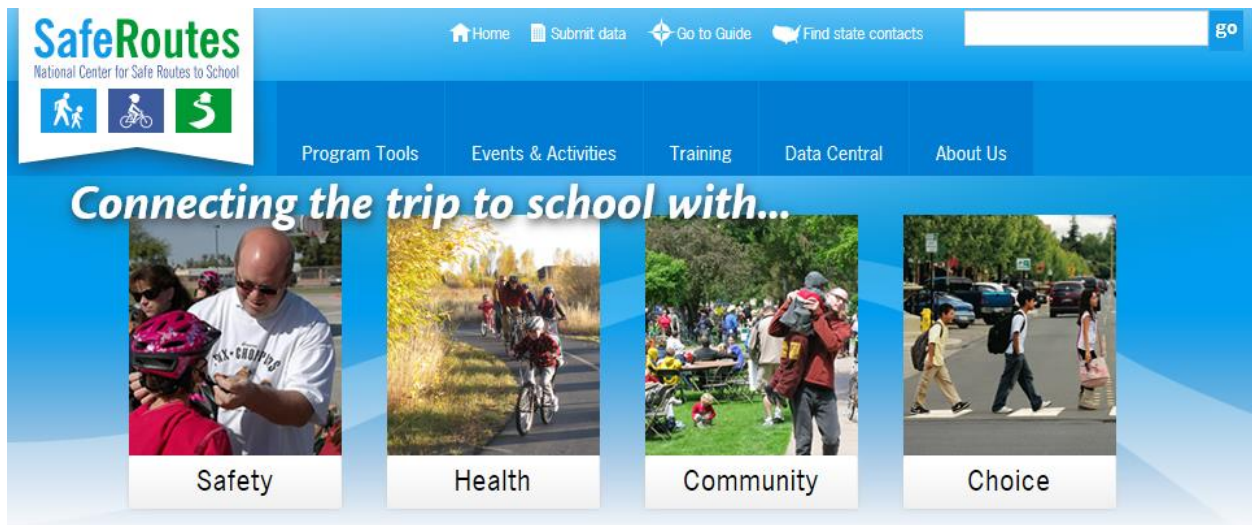 SafeRoutes
National Center for Safe Routes to School
Home Submit data Go to Guide Find state contacts
go
Program Tools Events & Activities Training Data Central About Us
Connecting the trip to school with...
Safety Health Community Choice